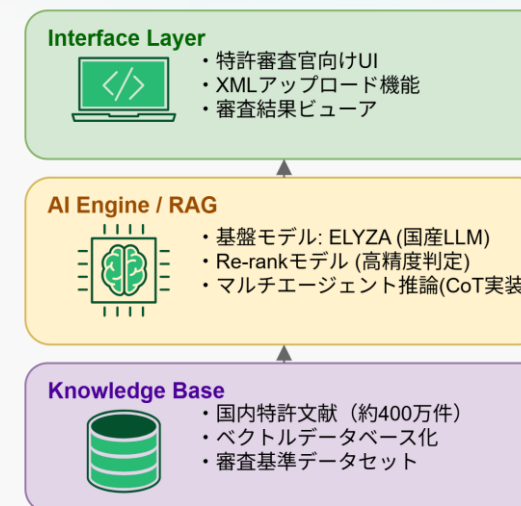 Interface Layer
</>
・特許審査官向けUI
・XMLアップロード機能
・審査結果ビューア
AI Engine / RAG
・基盤モデル: ELYZA (国産LLM)
・Re-rankモデル (高精度判定)
・マルチエージェント推論(CoT実装
Knowledge Base
・国内特許文献（約400万件）
・ベクトルデータベース化
・審査基準データセット